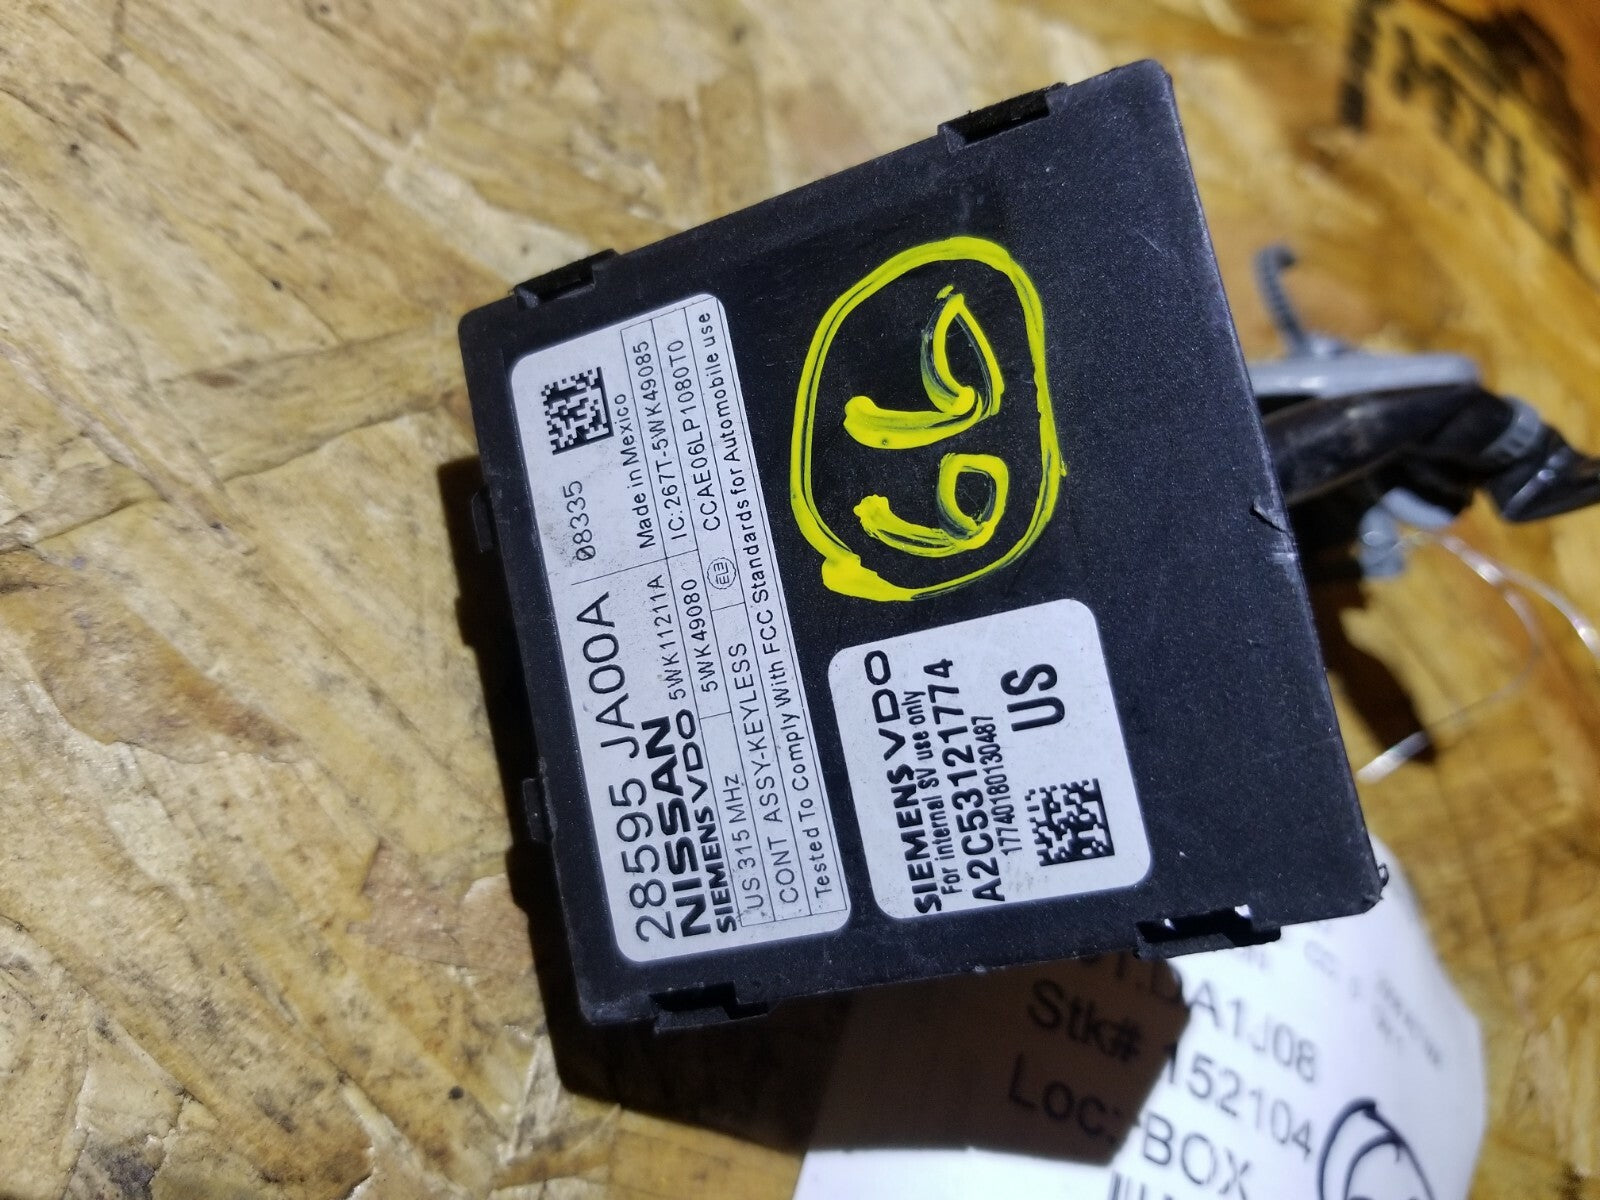 28595 JA00A 08335
NISSAN 5WK11211A Made in Mexico
SIEMENS VDO 5WK49080 IC:267T-5WK49085
US 315 MHz E3 CCAE06LP1080T0
CONT ASSY-KEYLESS
Tested To Comply With FCC Standards for Automobile use
SIEMENS VDO
For internal SV use only
A2C53121774
17740180130487
US
Stk# 152104
Loc: BOX